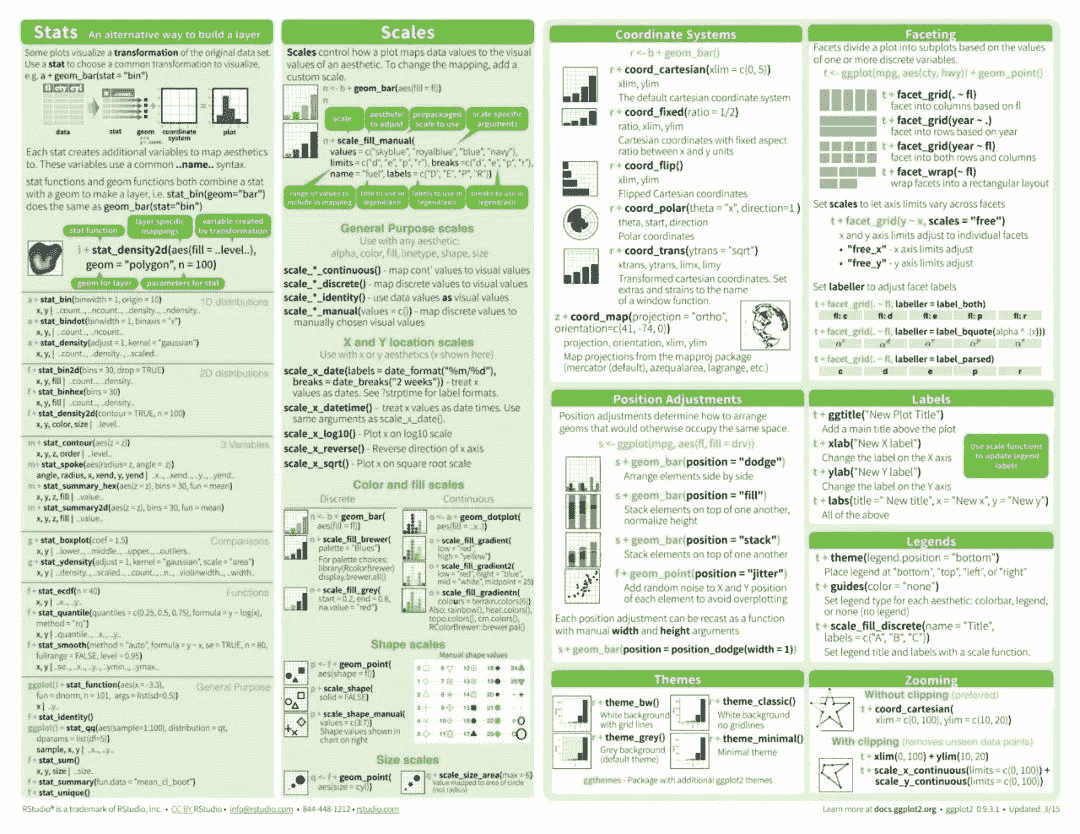 Stats An alternative way to build a layer
Some plots visualize a transformation of the original data set.
Use a stat to choose a common transformation to visualize,
e.g. a + geom_bar(stat = "bin")
data stat geom coordinate system plot
Each stat creates additional variables to map aesthetics
to. These variables use a common ..name.. syntax.
stat functions and geom functions both combine a stat
with a geom to make a layer, i.e. stat_bin(geom="bar")
does the same as geom_bar(stat="bin")
stat function
layer specific mappings
variable created by transformation
i + stat_density2d(aes(fill = ..level..),
geom = "polygon", n = 100)
geom for layer
parameters for stat
a + stat_bin(binwidth = 1, origin = 10)
1D distributions
x, y | ..count.., ..ncount.., ..density.., ..ndensity..
a + stat_bindot(binwidth = 1, binaxis = "x")
x, y, | ..count.., ..ncount..
a + stat_density(adjust = 1, kernel = "gaussian")
x, y, | ..count.., ..density.., ..scaled..
f + stat_bin2d(bins = 30, drop = TRUE)
2D distributions
x, y, fill | ..count.., ..density..
f + stat_binhex(bins = 30)
x, y, fill | ..count.., ..density..
f + stat_density2d(contour = TRUE, n = 100)
x, y, color, size | ..level..
m + stat_contour(aes(z = z))
3 Variables
x, y, z, order | ..level..
m+ stat_spoke(aes(radius= z, angle = z))
angle, radius, x, xend, y, yend | ..x.., ..xend.., ..y.., ..yend..
m + stat_summary_hex(aes(z = z), bins = 30, fun = mean)
x, y, z, fill | ..value..
m + stat_summary2d(aes(z = z), bins = 30, fun = mean)
x, y, z, fill | ..value..
g + stat_boxplot(coef = 1.5)
Comparisons
x, y | ..lower.., ..middle.., ..upper.., ..outliers..
g + stat_ydensity(adjust = 1, kernel = "gaussian", scale = "area")
x, y | ..density.., ..scaled.., ..count.., ..n.., ..violinwidth.., ..width..
f + stat_ecdf(n = 40)
Functions
x, y | ..x.., ..y..
f + stat_quantile(quantiles = c(0.25, 0.5, 0.75), formula = y ~ log(x),
method = "rq")
x, y | ..quantile.., ..x.., ..y..
f + stat_smooth(method = "auto", formula = y ~ x, se = TRUE, n = 80,
fullrange = FALSE, level = 0.95)
x, y | ..se.., ..x.., ..y.., ..ymin.., ..ymax..
ggplot() + stat_function(aes(x = -3:3),
General Purpose
fun = dnorm, n = 101, args = list(sd=0.5))
x | ..y..
f + stat_identity()
ggplot() + stat_qq(aes(sample=1:100), distribution = qt,
dparams = list(df=5))
sample, x, y | ..x.., ..y..
f + stat_sum()
x, y, size | ..size..
f + stat_summary(fun.data = "mean_cl_boot")
f + stat_unique()
Scales
Scales control how a plot maps data values to the visual
values of an aesthetic. To change the mapping, add a
custom scale.
n <- b + geom_bar(aes(fill = fl))
n
scale
aesthetic to adjust
prepackaged scale to use
scale specific arguments
n + scale_fill_manual(
values = c("skyblue", "royalblue", "blue", "navy"),
limits = c("d", "e", "p", "r"), breaks =c("d", "e", "p", "r"),
name = "fuel", labels = c("D", "E", "P", "R"))
range of values to include in mapping
title to use in legend/axis
labels to use in legend/axis
breaks to use in legend/axis
General Purpose scales
Use with any aesthetic:
alpha, color, fill, linetype, shape, size
scale_*_continuous() - map cont' values to visual values
scale_*_discrete() - map discrete values to visual values
scale_*_identity() - use data values as visual values
scale_*_manual(values = c()) - map discrete values to
manually chosen visual values
X and Y location scales
Use with x or y aesthetics (x shown here)
scale_x_date(labels = date_format("%m/%d"),
breaks = date_breaks("2 weeks")) - treat x
values as dates. See ?strptime for label formats.
scale_x_datetime() - treat x values as date times. Use
same arguments as scale_x_date().
scale_x_log10() - Plot x on log10 scale
scale_x_reverse() - Reverse direction of x axis
scale_x_sqrt() - Plot x on square root scale
Color and fill scales
Discrete
Continuous
n <- b + geom_bar(
aes(fill = fl))
n + scale_fill_brewer(
palette = "Blues")
For palette choices:
library(RcolorBrewer)
display.brewer.all()
n + scale_fill_grey(
start = 0.2, end = 0.8,
na.value = "red")
o <- a + geom_dotplot(
aes(fill = ..x..))
o + scale_fill_gradient(
low = "red",
high = "yellow")
o + scale_fill_gradient2(
low = "red", high = "blue",
mid = "white", midpoint = 25)
o + scale_fill_gradientn(
colours = terrain.colors(6))
Also: rainbow(), heat.colors(),
topo.colors(), cm.colors(),
RColorBrewer::brewer.pal()
Shape scales
Manual shape values
p <- f + geom_point(
aes(shape = fl))
p + scale_shape(
solid = FALSE)
p + scale_shape_manual(
values = c(3:7))
Shape values shown in
chart on right
0 6 12 18 24
1 7 13 19 25
2 8 14 20
3 9 15 21
4 10 16 22
5 11 17 23
Size scales
q <- f + geom_point(
aes(size = cyl))
q + scale_size_area(max = 6)
Value mapped to area of circle
(not radius)
Coordinate Systems
r <- b + geom_bar()
r + coord_cartesian(xlim = c(0, 5))
xlim, ylim
The default cartesian coordinate system
r + coord_fixed(ratio = 1/2)
ratio, xlim, ylim
Cartesian coordinates with fixed aspect
ratio between x and y units
r + coord_flip()
xlim, ylim
Flipped Cartesian coordinates
r + coord_polar(theta = "x", direction=1 )
theta, start, direction
Polar coordinates
r + coord_trans(ytrans = "sqrt")
xtrans, ytrans, limx, limy
Transformed cartesian coordinates. Set
extras and strains to the name
of a window function.
z + coord_map(projection = "ortho",
orientation=c(41, -74, 0))
projection, orientation, xlim, ylim
Map projections from the mapproj package
(mercator (default), azequalarea, lagrange, etc.)
Position Adjustments
Position adjustments determine how to arrange
geoms that would otherwise occupy the same space.
s <- ggplot(mpg, aes(fl, fill = drv))
s + geom_bar(position = "dodge")
Arrange elements side by side
s + geom_bar(position = "fill")
Stack elements on top of one another,
normalize height
s + geom_bar(position = "stack")
Stack elements on top of one another
f + geom_point(position = "jitter")
Add random noise to X and Y position
of each element to avoid overplotting
Each position adjustment can be recast as a function
with manual width and height arguments
s + geom_bar(position = position_dodge(width = 1))
Themes
r + theme_bw()
White background
with grid lines
r + theme_grey()
Grey background
(default theme)
r + theme_classic()
White background
no gridlines
r + theme_minimal()
Minimal theme
ggthemes - Package with additional ggplot2 themes
Faceting
Facets divide a plot into subplots based on the values
of one or more discrete variables.
t <- ggplot(mpg, aes(cty, hwy)) + geom_point()
t + facet_grid(. ~ fl)
facet into columns based on fl
t + facet_grid(year ~ .)
facet into rows based on year
t + facet_grid(year ~ fl)
facet into both rows and columns
t + facet_wrap(~ fl)
wrap facets into a rectangular layout
Set scales to let axis limits vary across facets
t + facet_grid(y ~ x, scales = "free")
x and y axis limits adjust to individual facets
• "free_x" - x axis limits adjust
• "free_y" - y axis limits adjust
Set labeller to adjust facet labels
t + facet_grid(. ~ fl, labeller = label_both)
fl: c fl: d fl: e fl: p fl: r
t + facet_grid(. ~ fl, labeller = label_bquote(alpha ^ .(x)))
t + facet_grid(. ~ fl, labeller = label_parsed)
c d e p r
Labels
t + ggtitle("New Plot Title")
Add a main title above the plot
t + xlab("New X label")
Change the label on the X axis
t + ylab("New Y label")
Change the label on the Y axis
t + labs(title =" New title", x = "New x", y = "New y")
All of the above
Use scale functions
to update legend
labels
Legends
t + theme(legend.position = "bottom")
Place legend at "bottom", "top", "left", or "right"
t + guides(color = "none")
Set legend type for each aesthetic: colorbar, legend,
or none (no legend)
t + scale_fill_discrete(name = "Title",
labels = c("A", "B", "C"))
Set legend title and labels with a scale function.
Zooming
Without clipping (preferred)
t + coord_cartesian(
xlim = c(0, 100), ylim = c(10, 20))
With clipping (removes unseen data points)
t + xlim(0, 100) + ylim(10, 20)
t + scale_x_continuous(limits = c(0, 100)) +
scale_y_continuous(limits = c(0, 100))
RStudio® is a trademark of RStudio, Inc. • CC BY RStudio • info@rstudio.com • 844-448-1212 • rstudio.com
Learn more at docs.ggplot2.org • ggplot2 0.9.3.1 • Updated: 3/15